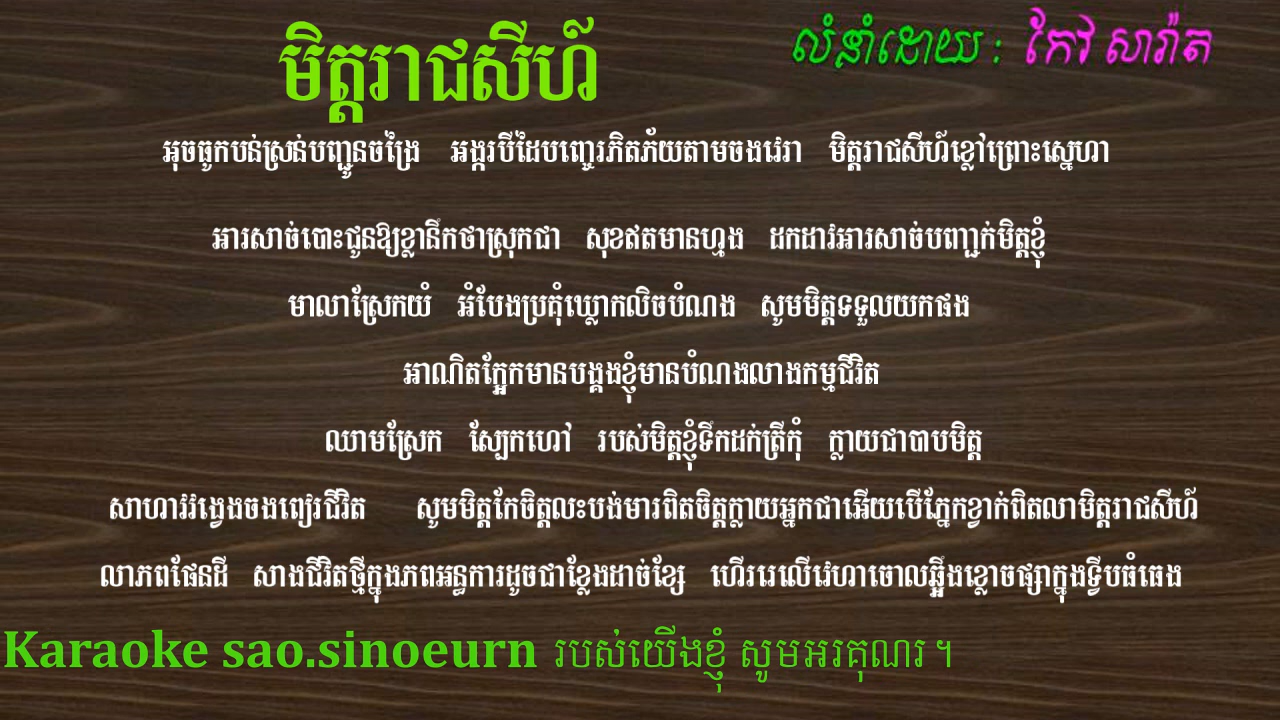 មិត្តរាជសីហ៍
លំនាំដោយ : កែវ សារ៉ាត
អុចធូកបន់ស្រន់បញ្ជូនចង្រៃ អង្ករបីដៃបញ្ចេរភិតភ័យតាមចងវេរា មិត្តរាជសីហ៍ខ្លៅព្រោះស្នេហា
អារសាច់បោះជូនឱ្យខ្លានឹកថាស្រុកជា សុខឥតមានហ្មង ដកដាវអារសាច់បញ្ជាក់មិត្តខ្ញុំ
មាលាស្រែកយំ អំបែងប្រគុំឃ្លោកលិចបំណង សូមមិត្តទទួលយកផង
អាណិតក្អែកមានបង្គងខ្ញុំមានបំណងលាងកម្មជីវិត
ឈាមស្រែក ស្បែកហៅ របស់មិត្តខ្ញុំទឹកដក់ត្រីកុំ ក្លាយជាបាបមិត្ត
សាហាវវង្វេងចងពៀរជីវិត សូមមិត្តកែចិត្តលះបង់មារពិតចិត្តក្លាយអ្នកជាអើយបើភ្នែកខ្វាក់ពិតលាមិត្តរាជសីហ៍
លាភពផែនដី សាងជីវិតថ្មីក្នុងភពអន្ធការដូចជាខ្លែងដាច់ខ្សែ ហើររេលើវេហាចោលឆ្អឹងខ្លោចផ្សាក្នុងទ្វីបធំធេង
Karaoke sao.sinoeurn របស់យើងខ្ញុំ សូមអរគុណរ ។